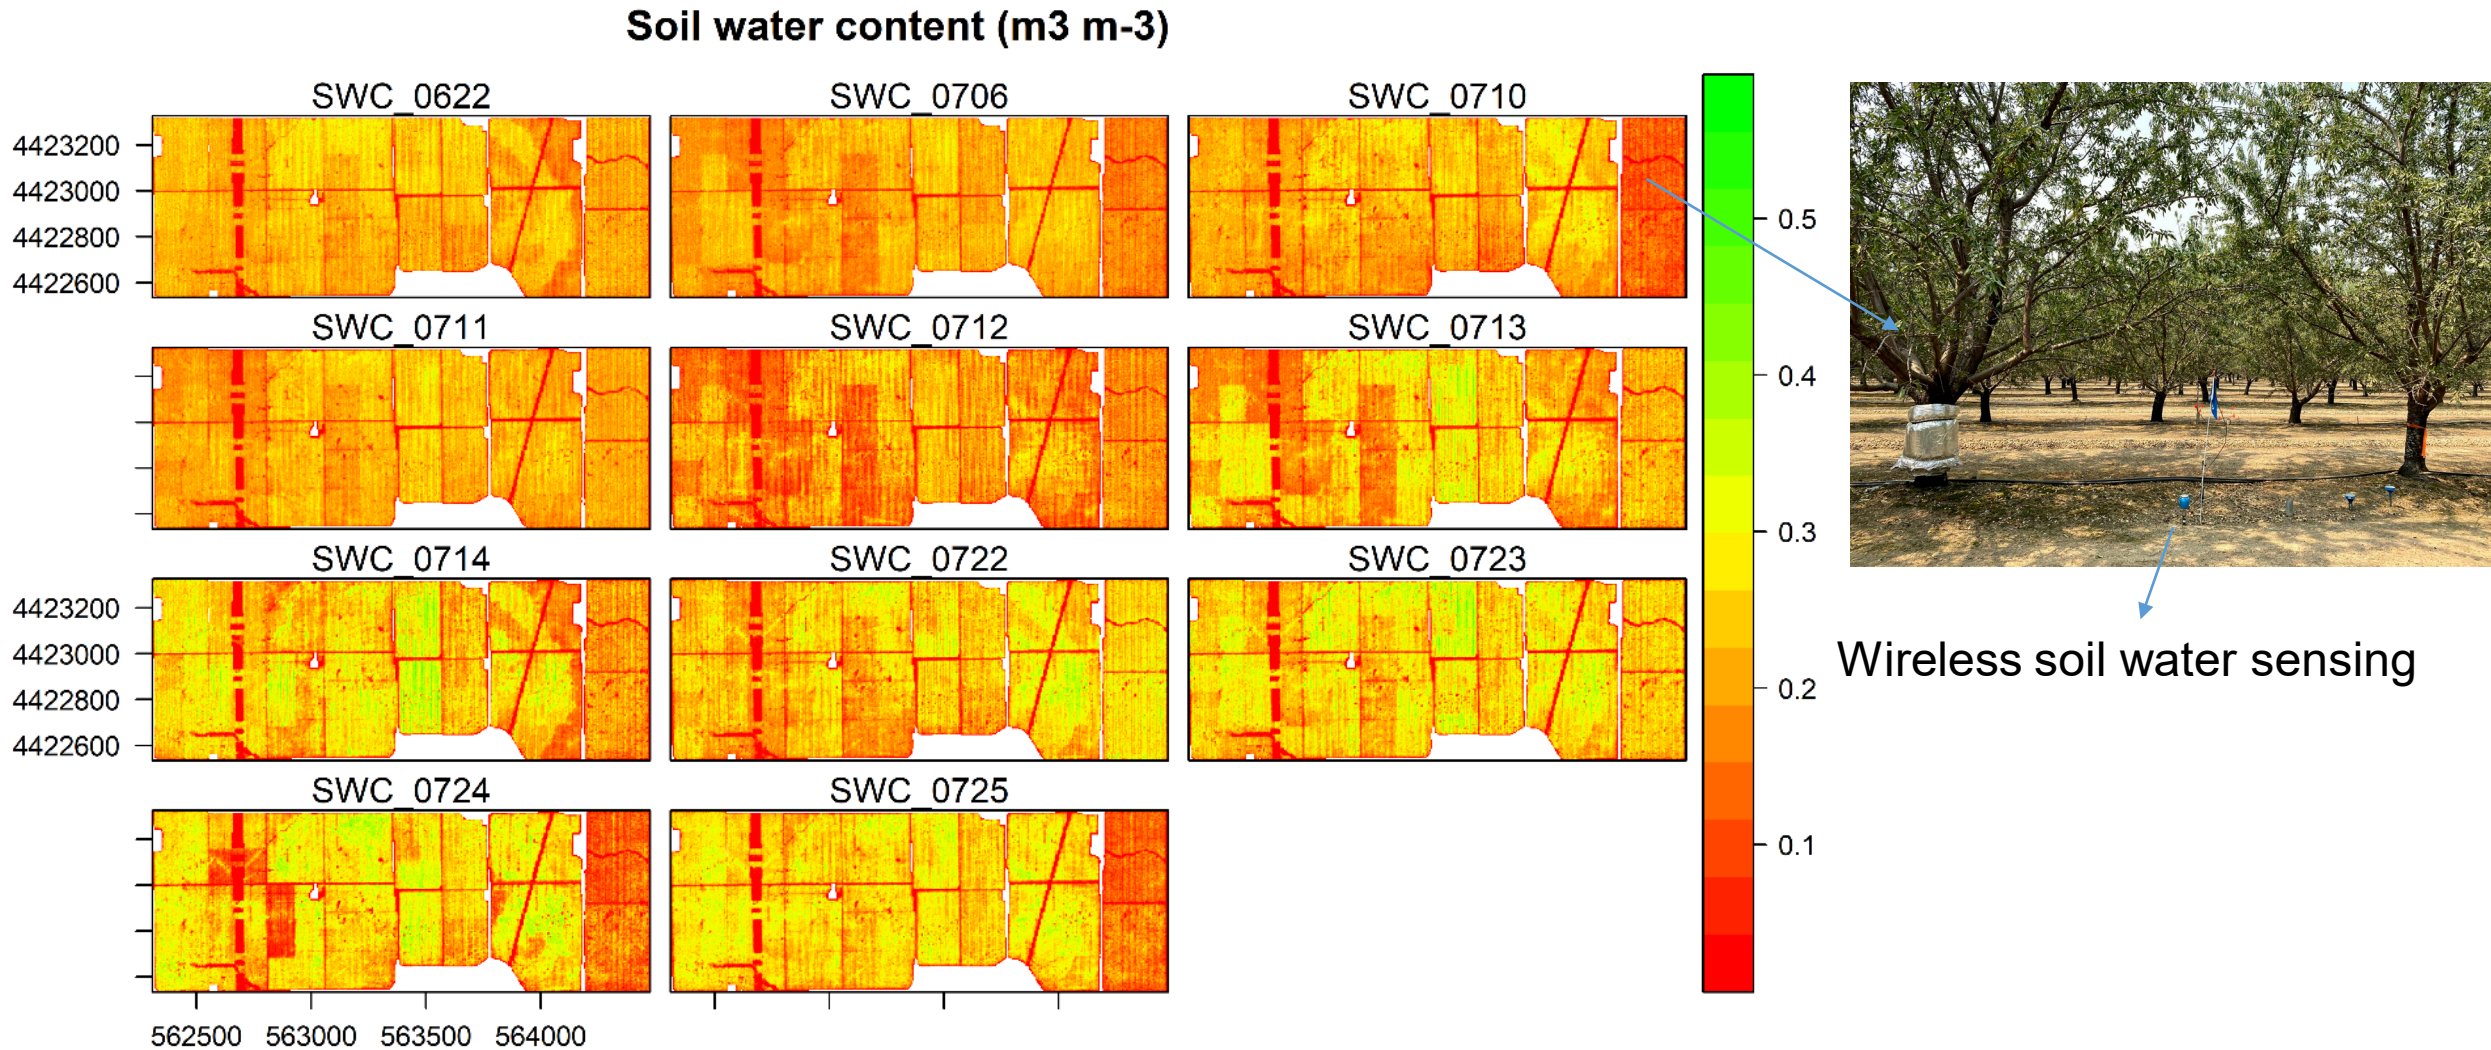 Soil water content (m3 m-3)
SWC_0622
SWC_0706
SWC_0710
4423200
4423000
4422800
4422600
SWC_0711
SWC_0712
SWC_0713
SWC_0714
SWC_0722
SWC_0723
4423200
4423000
4422800
4422600
SWC_0724
SWC_0725
562500 563000 563500 564000
0.5
0.4
0.3
0.2
0.1
Wireless soil water sensing